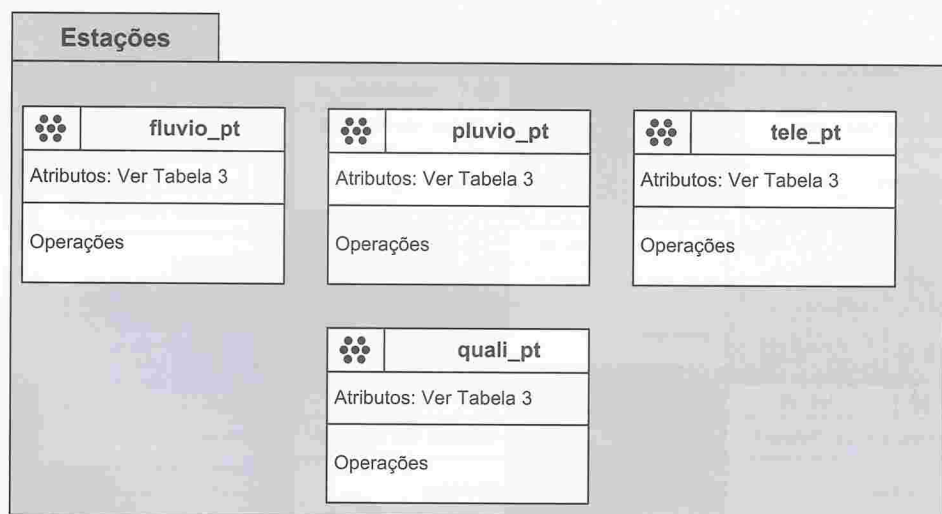 Estações
fluvio_pt
Atributos: Ver Tabela 3
Operações
pluvio_pt
Atributos: Ver Tabela 3
Operações
tele_pt
Atributos: Ver Tabela 3
Operações
quali_pt
Atributos: Ver Tabela 3
Operações